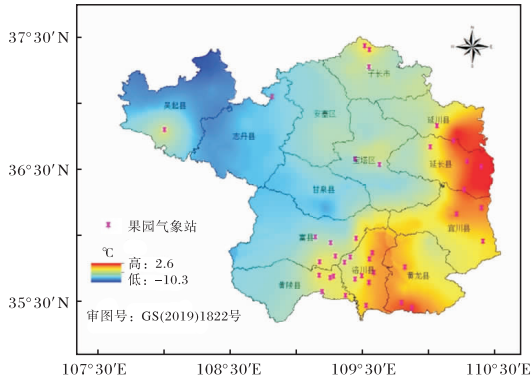 37°30′N
子长市
吴起县
安塞区
延川县
志丹县
宝塔区
延长县
36°30′N
甘泉县
宜川县
果园气象站
富县
℃
高：2.6
低：−10.3
洛川县
黄龙县
黄陵县
35°30′N
审图号：GS(2019)1822号
107°30′E
108°30′E
109°30′E
110°30′E